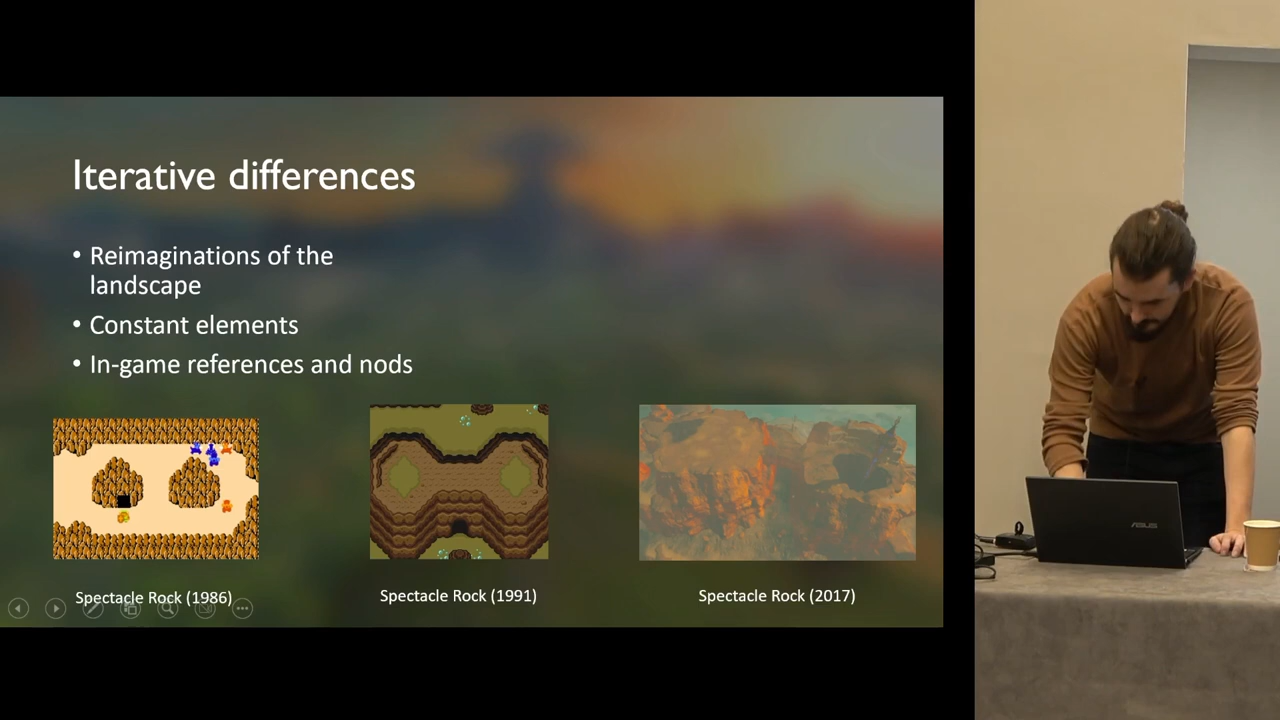 Iterative differences
• Reimaginations of the
landscape
• Constant elements
• In-game references and nods
Spectacle Rock (1986)
Spectacle Rock (1991)
Spectacle Rock (2017)
ASUS